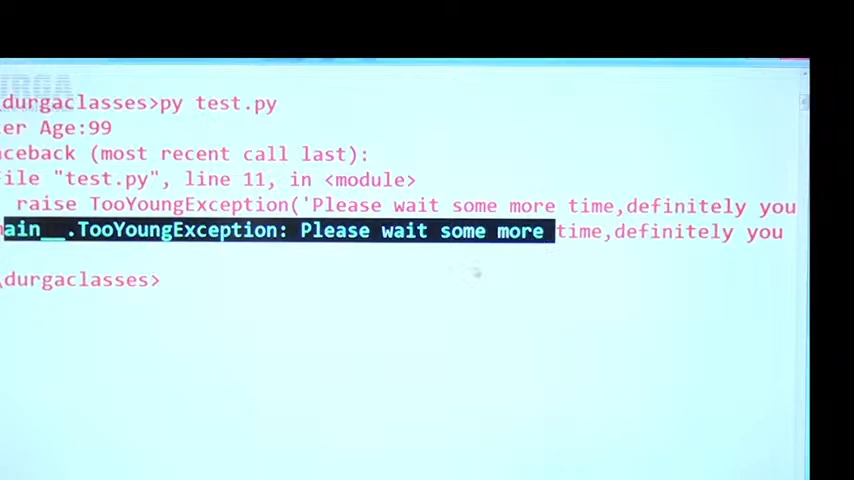 \durgaclasses>py test.py
er Age:99
ceback (most recent call last):
File "test.py", line 11, in <module>
raise TooYoungException('Please wait some more time,definitely you
ain__.TooYoungException: Please wait some more time,definitely you
\durgaclasses>